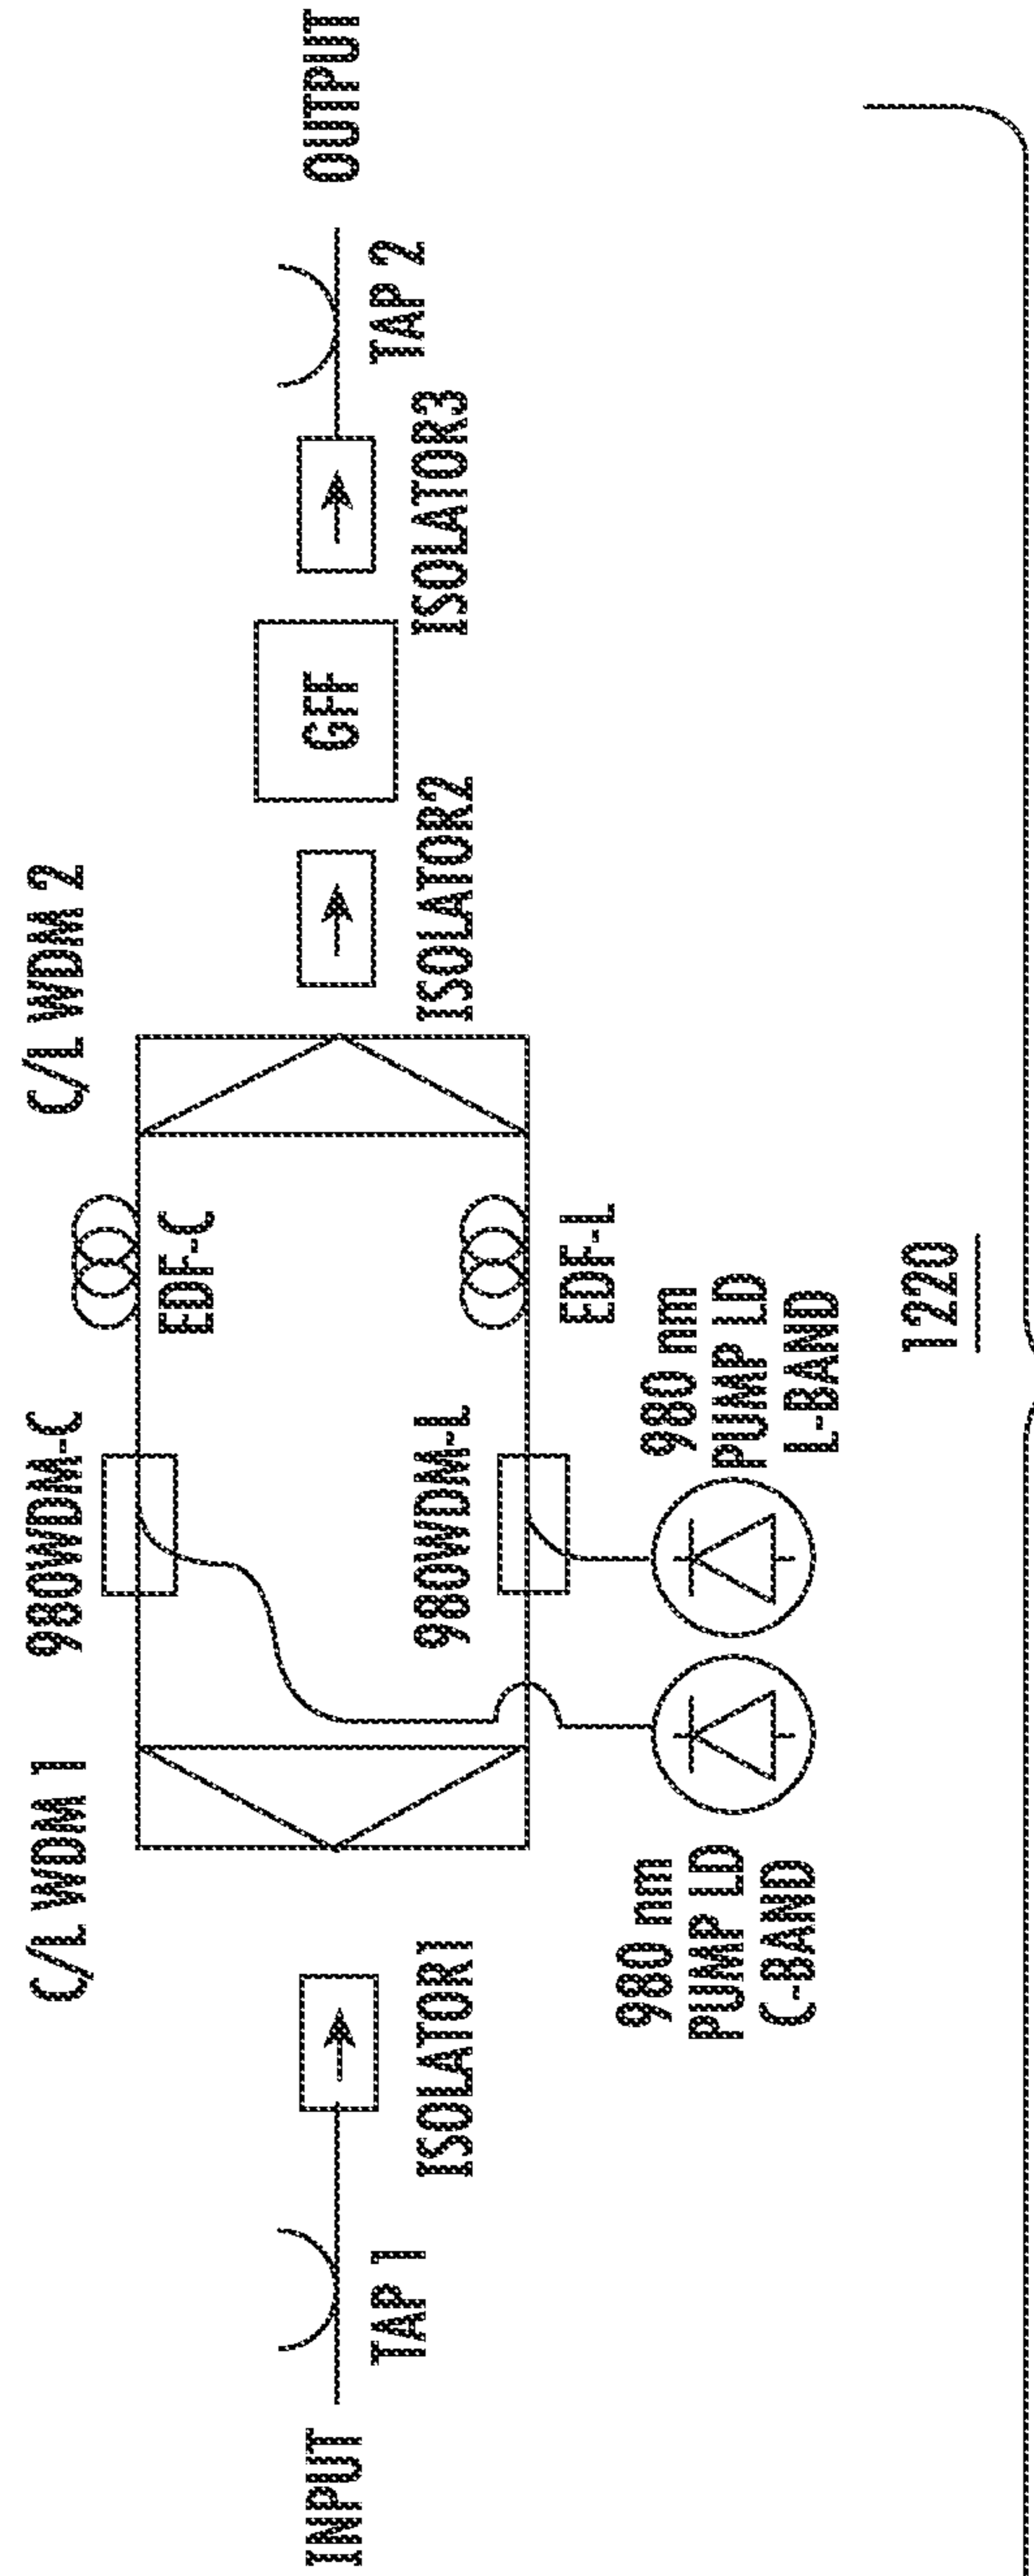 C/L WDM 1
980WDM-C
C/L WDM 2
EDF-C
INPUT
TAP 1
ISOLATOR1
980WDM-L
EDF-L
ISOLATOR2
GFF
ISOLATOR3
TAP 2
OUTPUT
980 nm
PUMP LD
C-BAND
980 nm
PUMP LD
L-BAND
1220